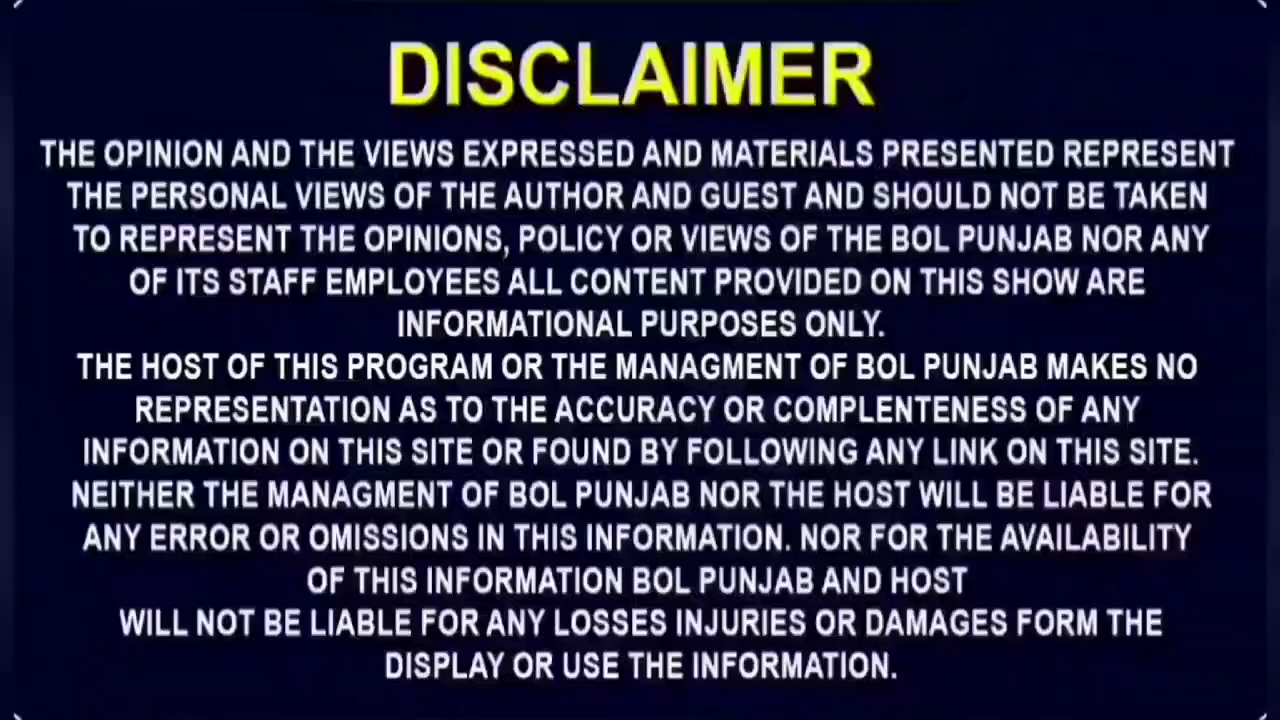 DISCLAIMER
THE OPINION AND THE VIEWS EXPRESSED AND MATERIALS PRESENTED REPRESENT
THE PERSONAL VIEWS OF THE AUTHOR AND GUEST AND SHOULD NOT BE TAKEN
TO REPRESENT THE OPINIONS, POLICY OR VIEWS OF THE BOL PUNJAB NOR ANY
OF ITS STAFF EMPLOYEES ALL CONTENT PROVIDED ON THIS SHOW ARE
INFORMATIONAL PURPOSES ONLY.
THE HOST OF THIS PROGRAM OR THE MANAGMENT OF BOL PUNJAB MAKES NO
REPRESENTATION AS TO THE ACCURACY OR COMPLENTENESS OF ANY
INFORMATION ON THIS SITE OR FOUND BY FOLLOWING ANY LINK ON THIS SITE.
NEITHER THE MANAGMENT OF BOL PUNJAB NOR THE HOST WILL BE LIABLE FOR
ANY ERROR OR OMISSIONS IN THIS INFORMATION. NOR FOR THE AVAILABILITY
OF THIS INFORMATION BOL PUNJAB AND HOST
WILL NOT BE LIABLE FOR ANY LOSSES INJURIES OR DAMAGES FORM THE
DISPLAY OR USE THE INFORMATION.